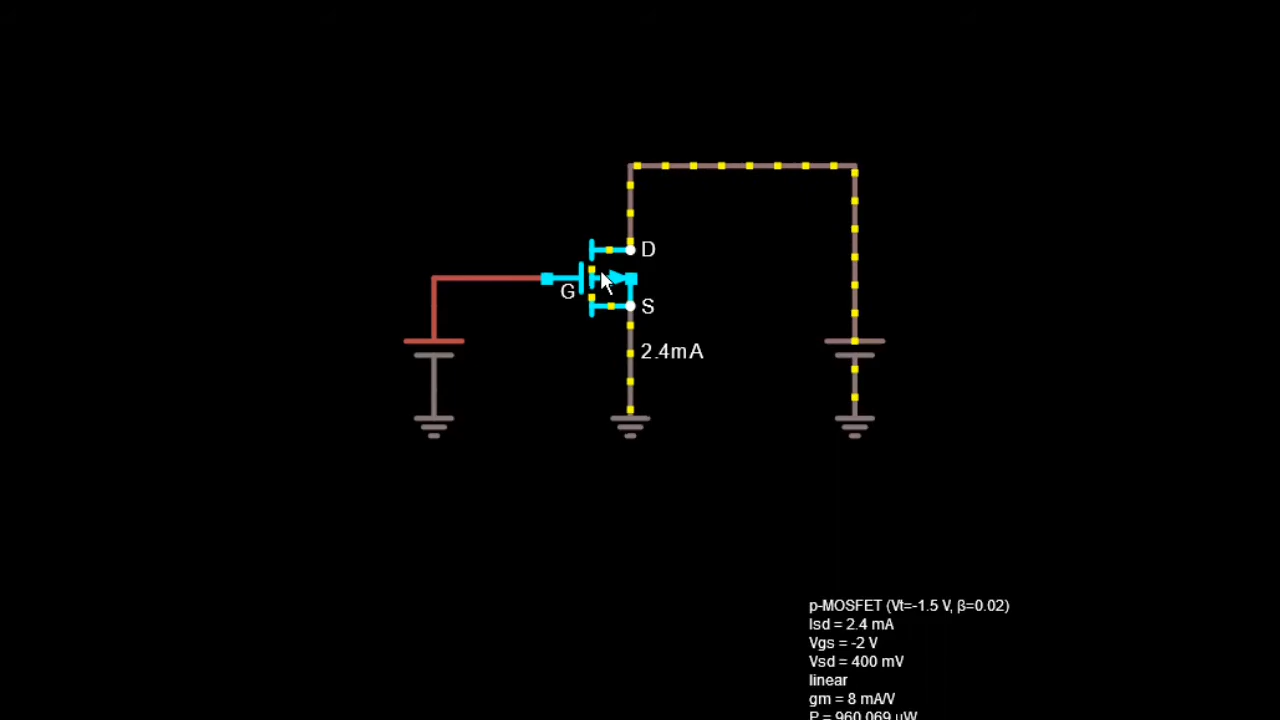 D
G
S
2.4mA
p-MOSFET (Vt=-1.5 V, β=0.02)
Isd = 2.4 mA
Vgs = -2 V
Vsd = 400 mV
linear
gm = 8 mA/V
P = 960.069 uW